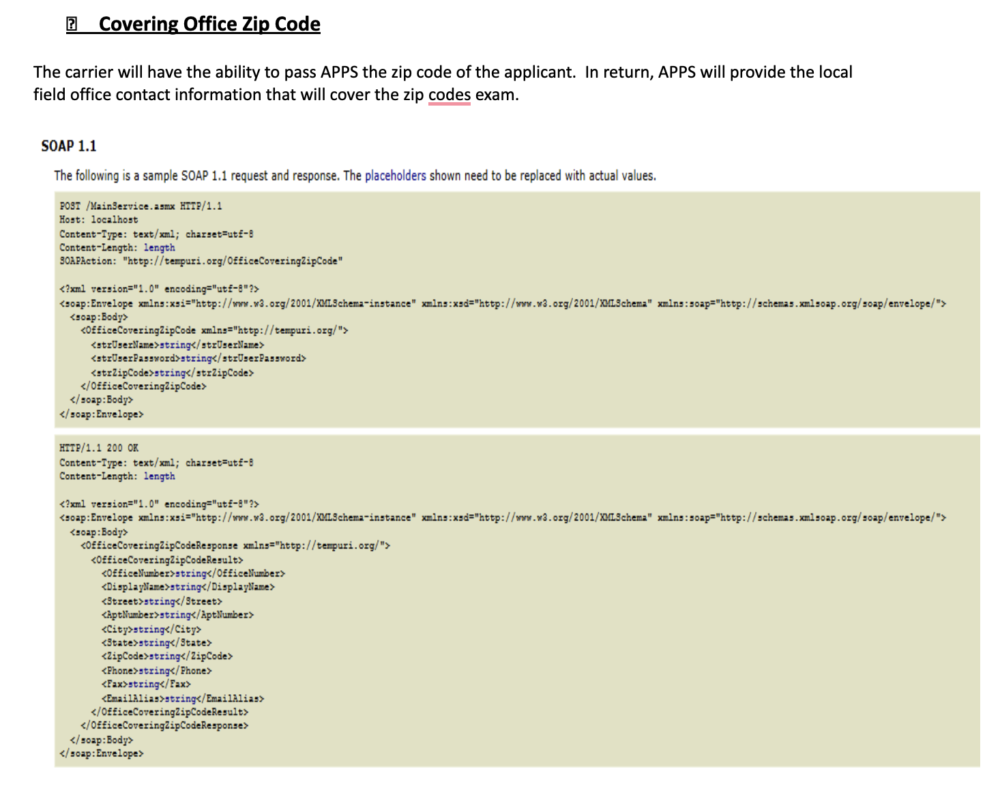 Covering Office Zip Code
The carrier will have the ability to pass APPS the zip code of the applicant.  In return, APPS will provide the local
field office contact information that will cover the zip codes exam.
SOAP 1.1
The following is a sample SOAP 1.1 request and response. The placeholders shown need to be replaced with actual values.
POST /MainService.asmx HTTP/1.1
Host: localhost
Content-Type: text/xml; charset=utf-8
Content-Length: length
SOAPAction: "http://tempuri.org/OfficeCoveringZipCode"
<?xml version="1.0" encoding="utf-8"?>
<soap:Envelope xmlns:xsi="http://www.w3.org/2001/XMLSchema-instance" xmlns:xsd="http://www.w3.org/2001/XMLSchema" xmlns:soap="http://schemas.xmlsoap.org/soap/envelope/">
  <soap:Body>
    <OfficeCoveringZipCode xmlns="http://tempuri.org/">
      <strUserName>string</strUserName>
      <strUserPassword>string</strUserPassword>
      <strZipCode>string</strZipCode>
    </OfficeCoveringZipCode>
  </soap:Body>
</soap:Envelope>
HTTP/1.1 200 OK
Content-Type: text/xml; charset=utf-8
Content-Length: length
<?xml version="1.0" encoding="utf-8"?>
<soap:Envelope xmlns:xsi="http://www.w3.org/2001/XMLSchema-instance" xmlns:xsd="http://www.w3.org/2001/XMLSchema" xmlns:soap="http://schemas.xmlsoap.org/soap/envelope/">
  <soap:Body>
    <OfficeCoveringZipCodeResponse xmlns="http://tempuri.org/">
      <OfficeCoveringZipCodeResult>
        <OfficeNumber>string</OfficeNumber>
        <DisplayName>string</DisplayName>
        <Street>string</Street>
        <AptNumber>string</AptNumber>
        <City>string</City>
        <State>string</State>
        <ZipCode>string</ZipCode>
        <Phone>string</Phone>
        <Fax>string</Fax>
        <EmailAlias>string</EmailAlias>
      </OfficeCoveringZipCodeResult>
    </OfficeCoveringZipCodeResponse>
  </soap:Body>
</soap:Envelope>